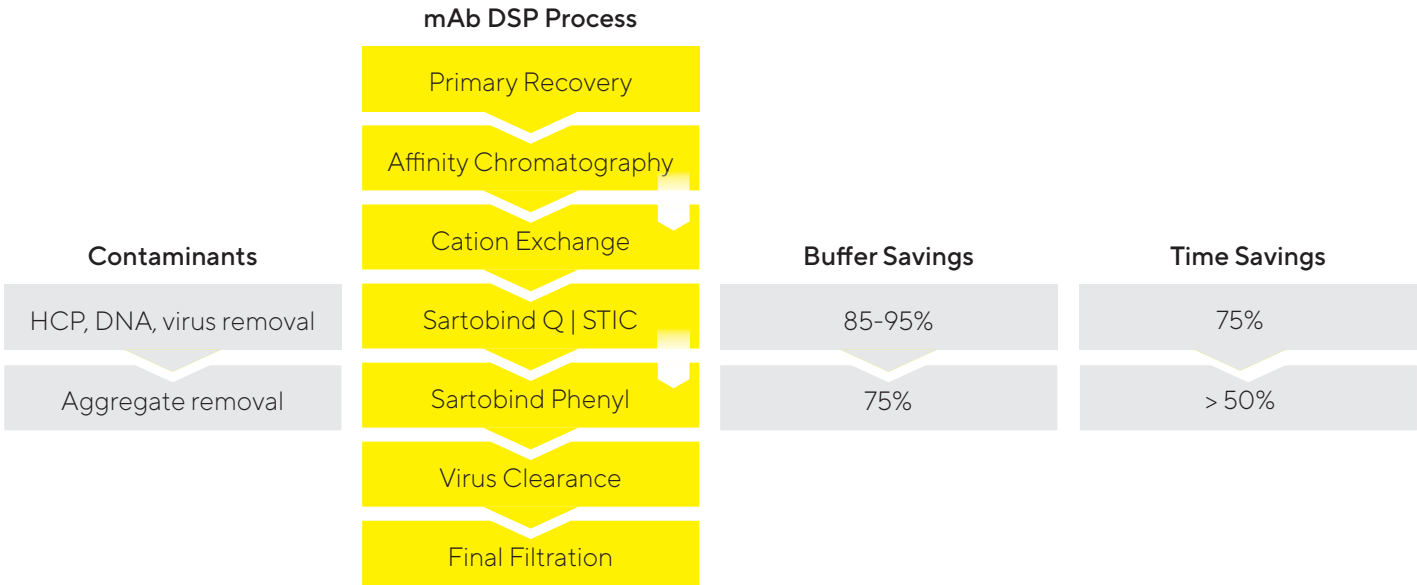 mAb DSP Process
Primary Recovery
Affinity Chromatography
Cation Exchange
Contaminants
Buffer Savings
Time Savings
HCP, DNA, virus removal
Sartobind Q | STIC
85-95%
75%
Aggregate removal
Sartobind Phenyl
75%
> 50%
Virus Clearance
Final Filtration